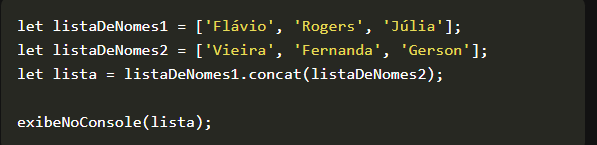 let listaDeNomes1 = ['Flávio', 'Rogers', 'Júlia'];
let listaDeNomes2 = ['Vieira', 'Fernanda', 'Gerson'];
let lista = listaDeNomes1.concat(listaDeNomes2);
exibeNoConsole(lista);